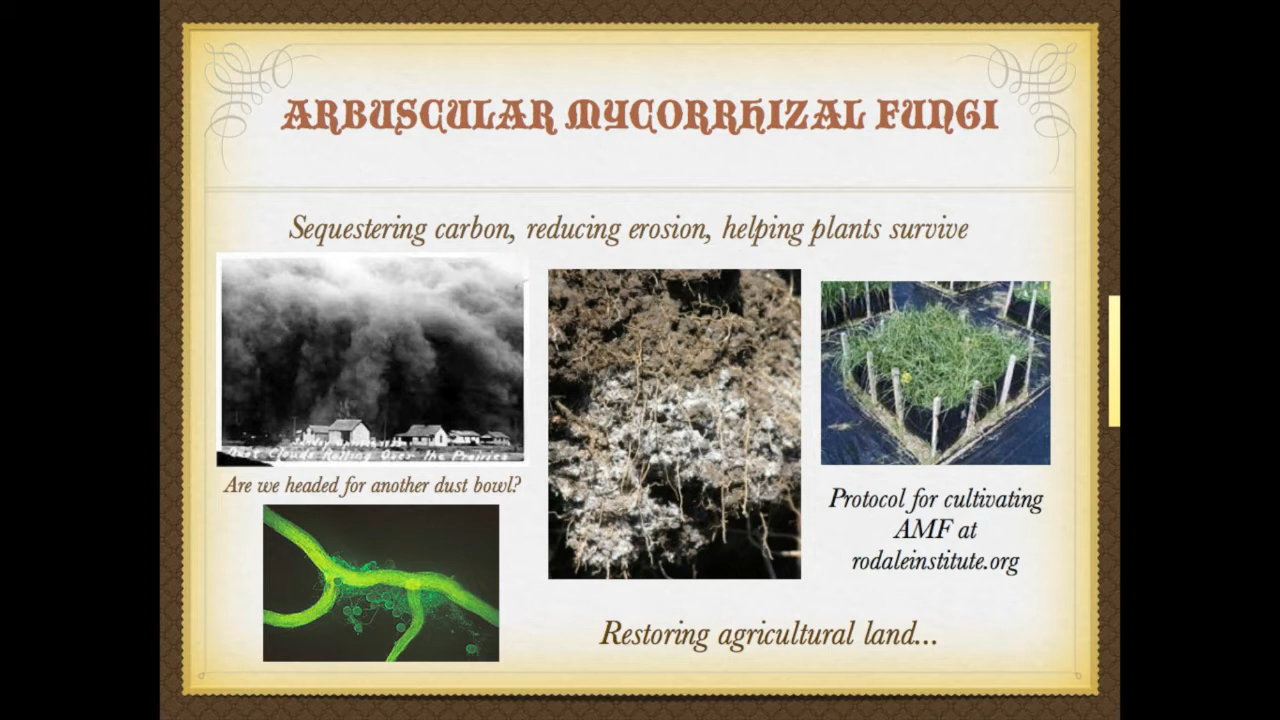 ARBUSCULAR MYCORRHIZAL FUNGI
Sequestering carbon, reducing erosion, helping plants survive
Dust Clouds Rolling Over the Prairies
Are we headed for another dust bowl?
Protocol for cultivating
AMF at
rodaleinstitute.org
Restoring agricultural land...